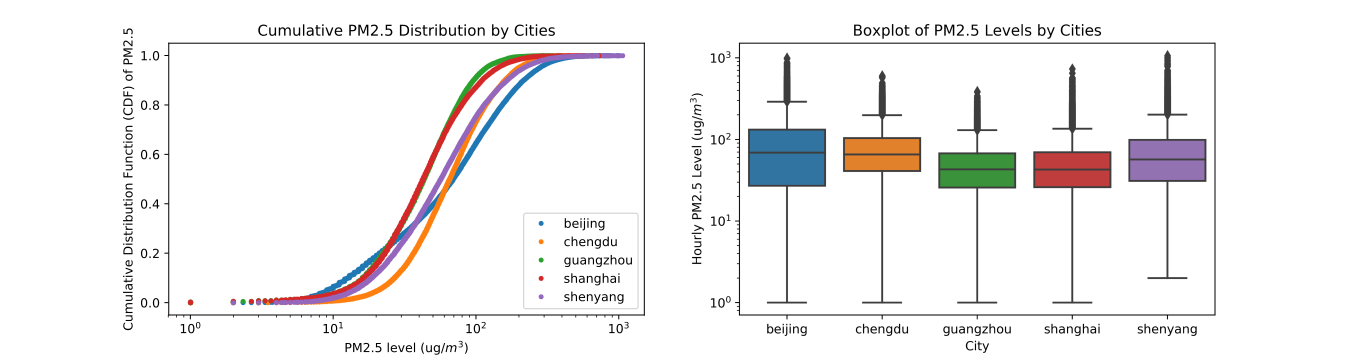 Cumulative PM2.5 Distribution by Cities
Cumulative Distribution Function (CDF) of PM2.5
1.0
0.8
0.6
0.4
0.2
0.0
beijing
chengdu
guangzhou
shanghai
shenyang
10⁰
10¹
10²
10³
PM2.5 level (ug/m³)
Boxplot of PM2.5 Levels by Cities
Hourly PM2.5 Level (ug/m³)
10³
10²
10¹
10⁰
beijing
chengdu
guangzhou
shanghai
shenyang
City